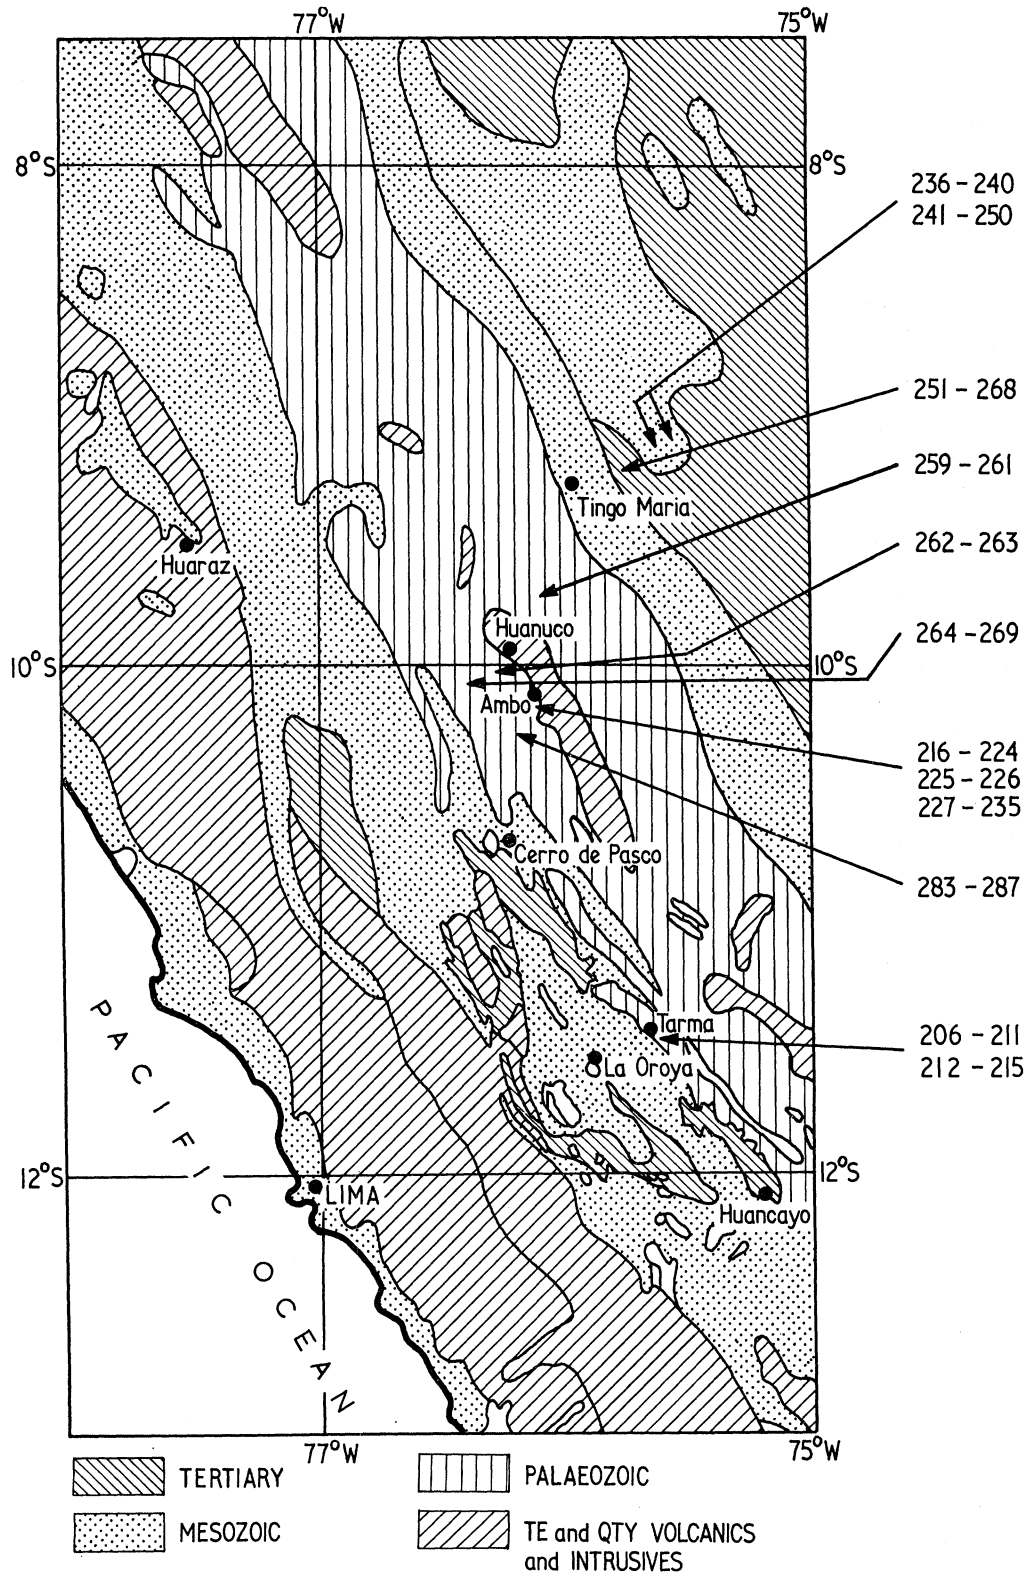 77°W
75°W
8°S
8°S
236 – 240
241 – 250
251 – 268
259 – 261
Tingo Maria
262 – 263
Huaraz
Huanuco
264 – 269
10°S
10°S
Ambo
216 – 224
225 – 226
227 – 235
Cerro de Pasco
283 – 287
PACIFIC OCEAN
Tarma
206 – 211
La Oroya
212 – 215
12°S
12°S
LIMA
Huancayo
77°W
75°W
TERTIARY
PALAEOZOIC
MESOZOIC
TE and QTY VOLCANICS
and INTRUSIVES